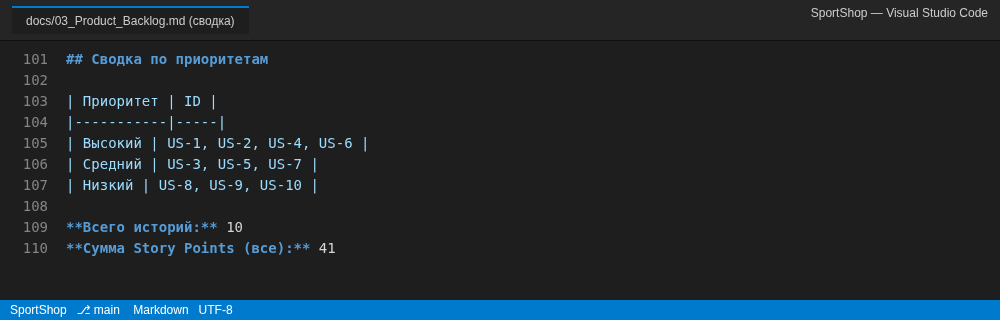 docs/03_Product_Backlog.md (сводка)
SportShop — Visual Studio Code
101 ## Сводка по приоритетам
102
103 | Приоритет | ID |
104 |-----------|-----|
105 | Высокий | US-1, US-2, US-4, US-6 |
106 | Средний | US-3, US-5, US-7 |
107 | Низкий | US-8, US-9, US-10 |
108
109 **Всего историй:** 10
110 **Сумма Story Points (все):** 41
SportShop ⎇ main Markdown UTF-8